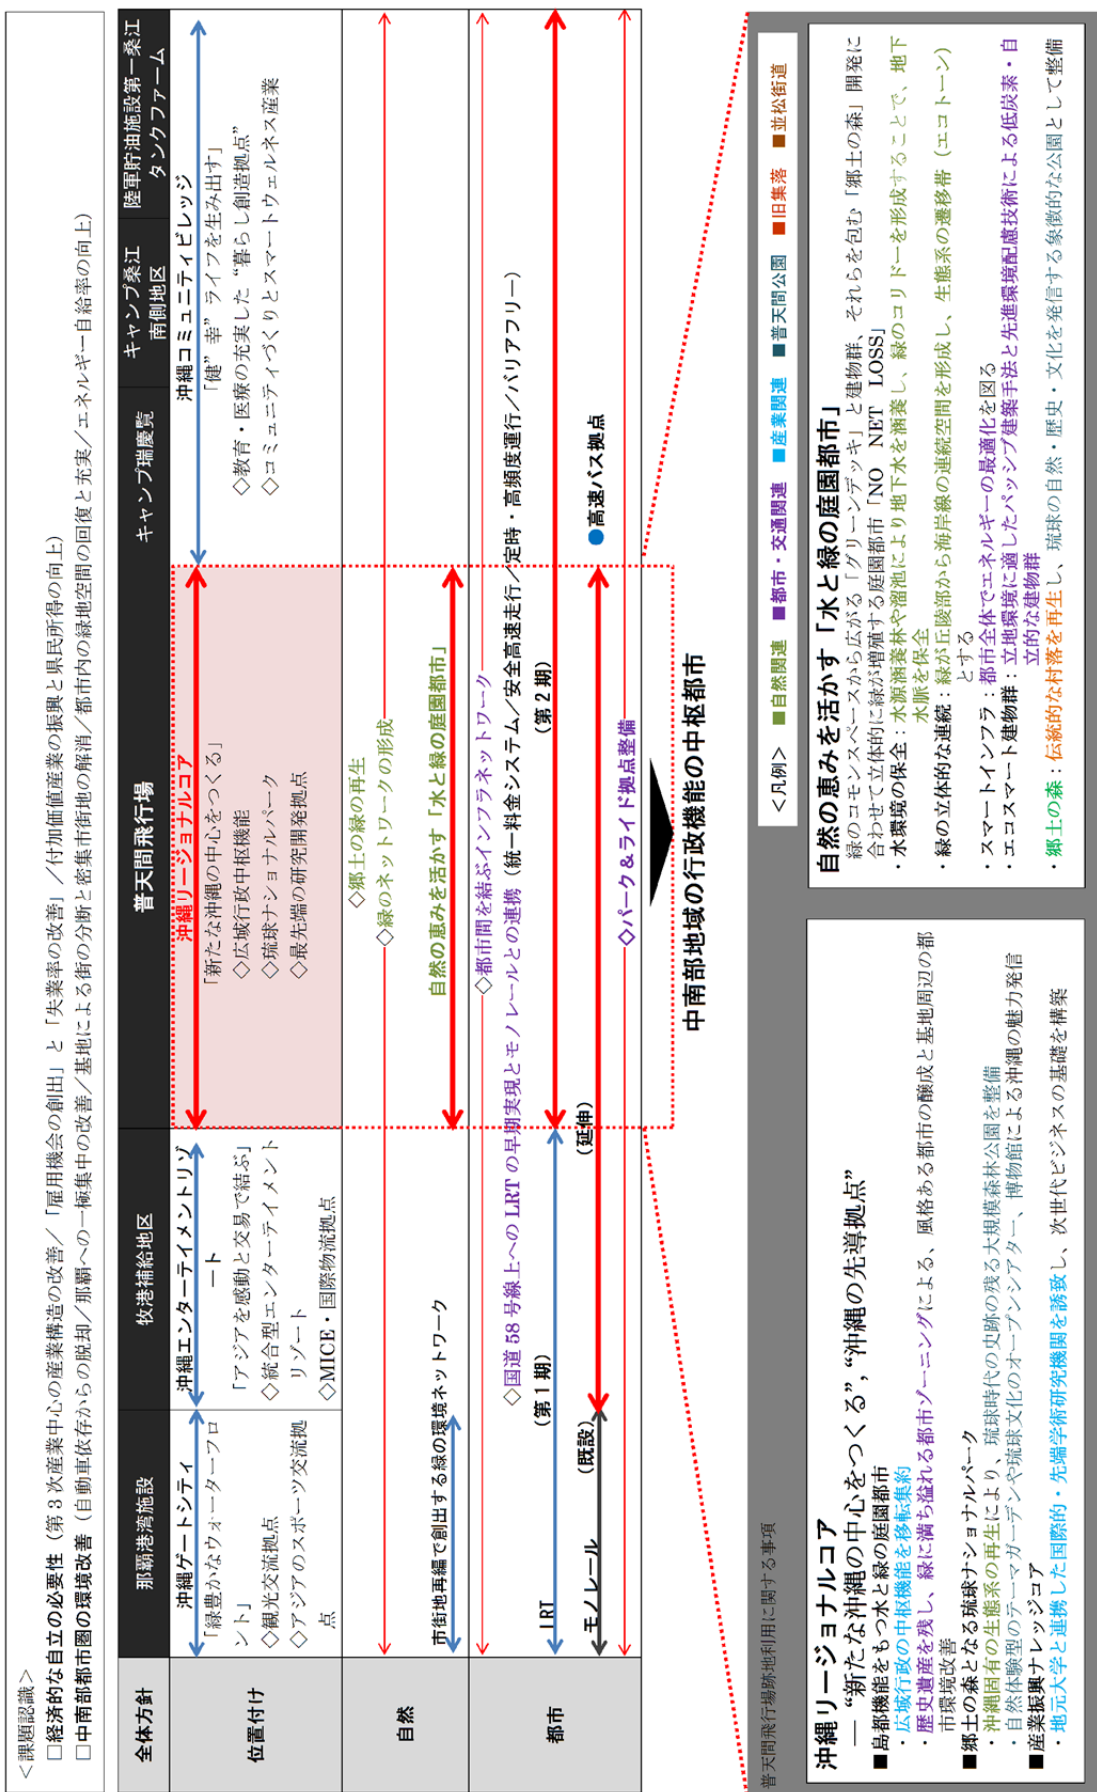 ＜課題認識＞
□経済的な自立の必要性（第3次産業中心の産業構造の改善／「雇用機会の創出」と「失業率の改善」／付加価値産業の振興と県民所得の向上）
□中南部都市圏の環境改善（自動車依存からの脱却／那覇への一極集中の改善／基地による街の分断と密集市街地の解消／都市内の緑地空間の回復と充実／エネルギー自給率の向上）
全体方針
那覇港湾施設
牧港補給地区
普天間飛行場
キャンプ瑞慶覧
キャンプ桑江
南側地区
陸軍貯油施設第一桑江
タンクファーム
位置付け
沖縄ゲートシティ
「緑豊かなウォーターフロ
ント」
◇観光交流拠点
◇アジアのスポーツ交流拠
点
沖縄エンターテイメントリゾ
ート
「アジアを感動と交易で結ぶ」
◇統合型エンターテイメント
リゾート
◇MICE・国際物流拠点
沖縄リージョナルコア
「新たな沖縄の中心をつくる」
◇広域行政中枢機能
◇琉球ナショナルパーク
◇最先端の研究開発拠点
沖縄コミュニティビレッジ
「健”幸”ライフを生み出す」
◇教育・医療の充実した“暮らし創造拠点”
◇コミュニティづくりとスマートウェルネス産業
自然
◇郷土の緑の再生
◇緑のネットワークの形成
市街地再編で創出する緑の環境ネットワーク
自然の恵みを活かす「水と緑の庭園都市」
都市
◇都市間を結ぶインフラネットワーク
◇国道58号線上へのLRTの早期実現とモノレールとの連携（統一料金システム／安全高速走行／定時・高頻度運行／バリアフリー）
LRT
（第1期）
（第2期）
モノレール
（既設）
（延伸）
●高速バス拠点
◇パーク＆ライド拠点整備
中南部地域の行政機能の中枢都市
普天間飛行場跡地利用に関する事項
＜凡例＞ ■自然関連 ■都市・交通関連 ■産業関連 ■普天間公園 ■旧集落 ■並松街道
沖縄リージョナルコア
― “新たな沖縄の中心をつくる”,“沖縄の先導拠点”
■島都機能をもつ水と緑の庭園都市
・広域行政の中枢機能を移転集約
・歴史遺産を残し、緑に満ち溢れる都市ゾーニングによる、風格ある都市の醸成と基地周辺の都
市環境改善
■郷土の森となる琉球ナショナルパーク
・沖縄固有の生態系の再生により、琉球時代の史跡の残る大規模森林公園を整備
・自然体験型のテーマガーデンや琉球文化のオープンシアター、博物館による沖縄の魅力発信
■産業振興ナレッジコア
・地元大学と連携した国際的・先端学術研究機関を誘致し、次世代ビジネスの基礎を構築
自然の恵みを活かす「水と緑の庭園都市」
緑のコモンスペースから広がる「グリーンデッキ」と建物群、それらを包む「郷土の森」開発に
合わせて立体的に緑が増殖する庭園都市「NO NET LOSS」
・水環境の保全：水源涵養林や溜池により地下水を涵養し、緑のコリドーを形成することで、地下
水脈を保全
・緑の立体的な連続：緑が丘陵部から海岸線の連続空間を形成し、生態系の遷移帯（エコトーン）
とする
・スマートインフラ：都市全体でエネルギーの最適化を図る
・エコスマート建物群：立地環境に適したパッシブ建築手法と先進環境配慮技術による低炭素・自
立的な建物群
・郷土の森：伝統的な村落を再生し、琉球の自然・歴史・文化を発信する象徴的な公園として整備